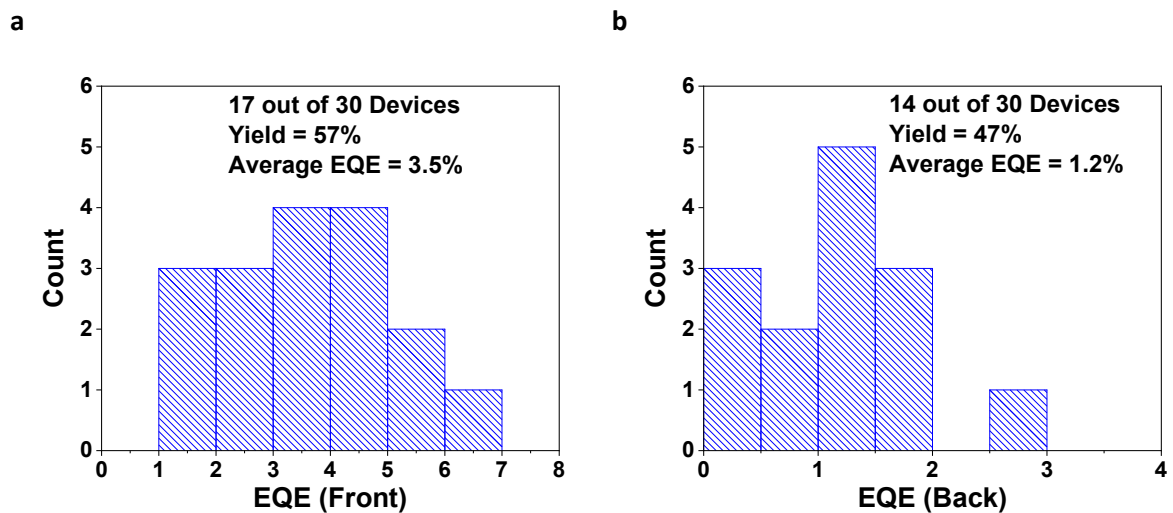 a
b
17 out of 30 Devices
Yield = 57%
Average EQE = 3.5%
6
5
4
3
2
1
0
Count
0 1 2 3 4 5 6 7 8
EQE (Front)
14 out of 30 Devices
Yield = 47%
Average EQE = 1.2%
6
5
4
3
2
1
0
Count
0 1 2 3 4
EQE (Back)